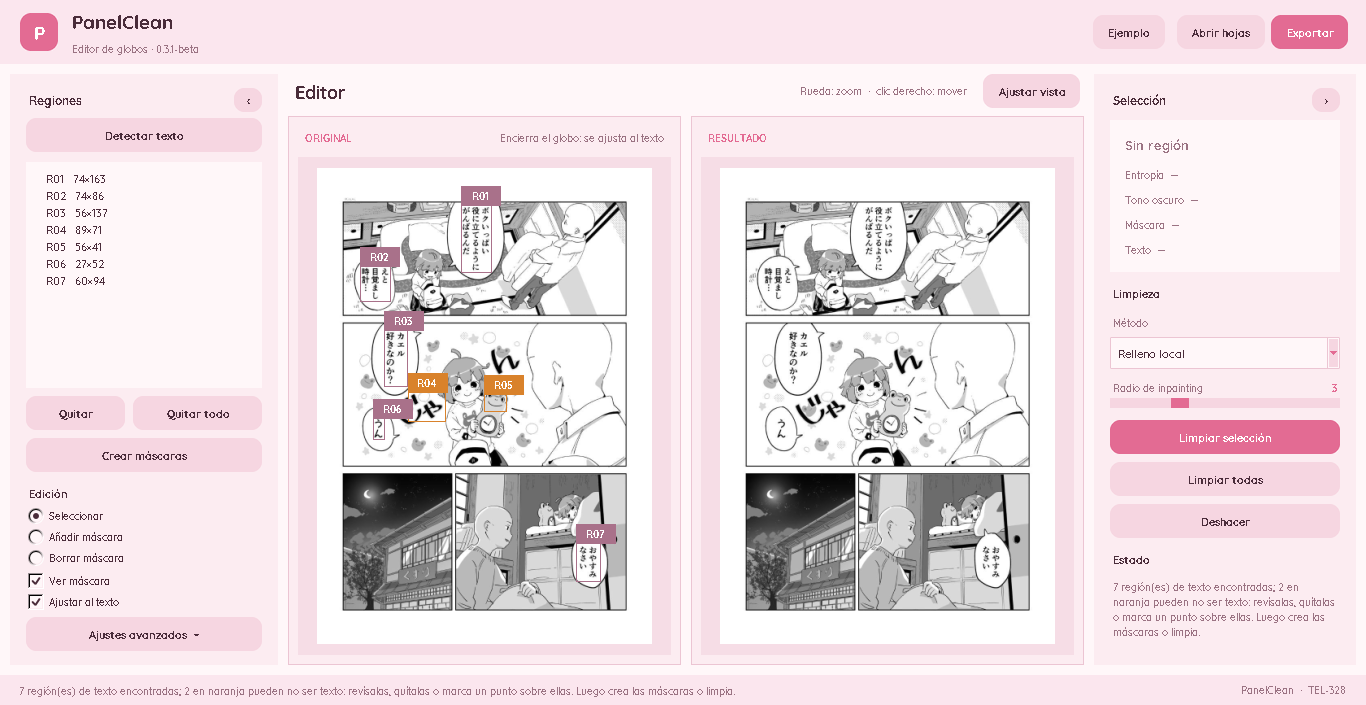 P
PanelClean
Editor de globos · 0.3.1-beta
Ejemplo
Abrir hojas
Exportar
Regiones
‹
Detectar texto
R01 74×163
R02 74×86
R03 56×137
R04 89×71
R05 56×41
R06 27×52
R07 60×94
Quitar
Quitar todo
Crear máscaras
Edición
Seleccionar
Añadir máscara
Borrar máscara
Ver máscara
Ajustar al texto
Ajustes avanzados
Editor
Rueda: zoom · clic derecho: mover
Ajustar vista
ORIGINAL
Encierra el globo: se ajusta al texto
R01
ボクいっぱい
役に立てるように
がんばるんだ
R02
えと
目覚まし
時計…
R03
カエル
好きなのか?
R04
R05
ん
じゃ
R06
うん
R07
おやすみ
なさい
RESULTADO
ボクいっぱい
役に立てるように
がんばるんだ
えと
目覚まし
時計…
カエル
好きなのか?
ん
じゃ
うん
おやすみ
なさい
Selección
›
Sin región
Entropía —
Tono oscuro —
Máscara —
Texto —
Limpieza
Método
Relleno local
Radio de inpainting 3
Limpiar selección
Limpiar todas
Deshacer
Estado
7 región(es) de texto encontradas; 2 en
naranja pueden no ser texto: revísalas, quítalas
o marca un punto sobre ellas. Luego crea las
máscaras o limpia.
7 región(es) de texto encontradas; 2 en naranja pueden no ser texto: revísalas, quítalas o marca un punto sobre ellas. Luego crea las máscaras o limpia.
PanelClean · TEL-328